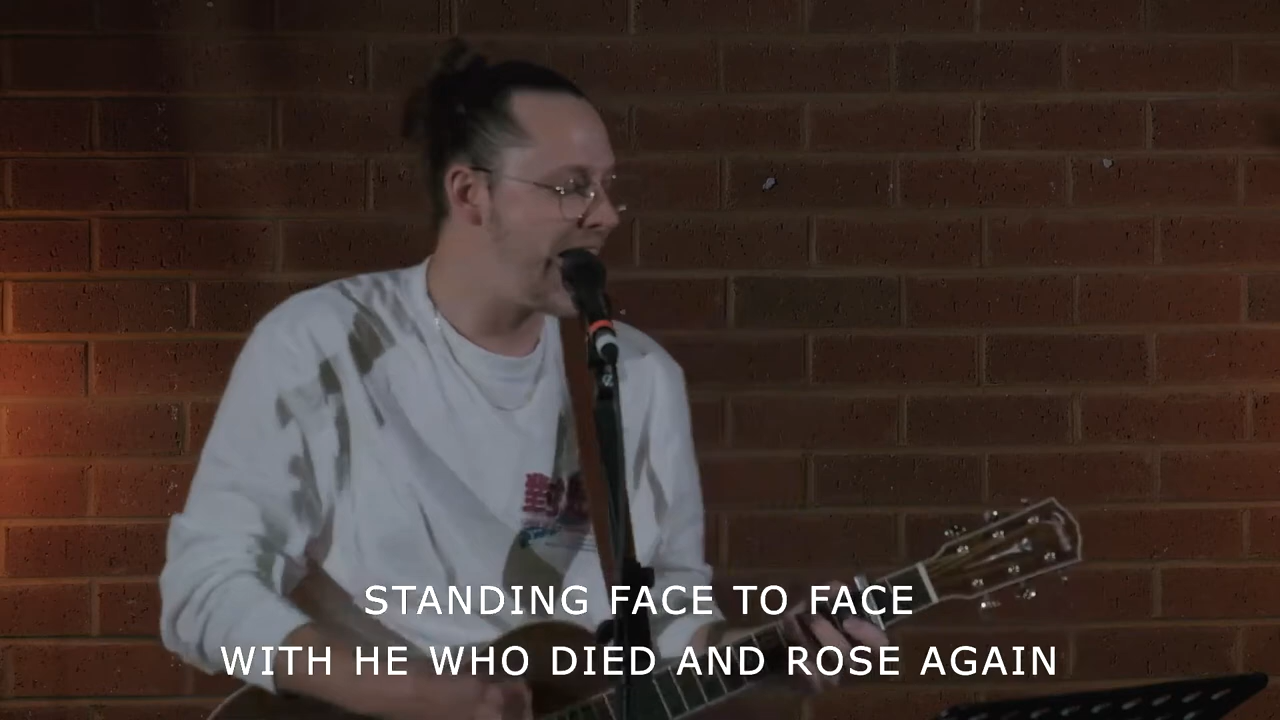 STANDING FACE TO FACE
WITH HE WHO DIED AND ROSE AGAIN